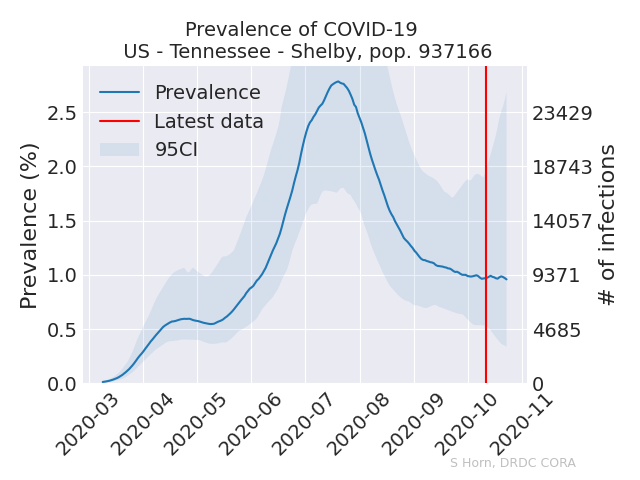 Prevalence of COVID-19
US - Tennessee - Shelby, pop. 937166
Prevalence
Latest data
95CI
Prevalence (%)
2.5
2.0
1.5
1.0
0.5
0.0
23429
18743
14057
9371
4685
0
# of infections
2020-03
2020-04
2020-05
2020-06
2020-07
2020-08
2020-09
2020-10
2020-11
S Horn, DRDC CORA